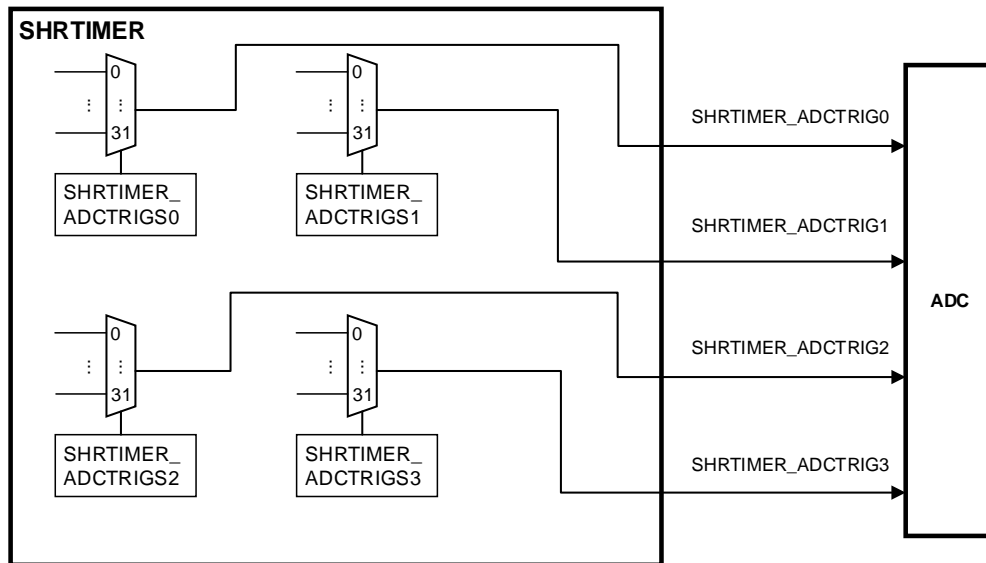 SHRTIMER
0
⋮ ⋮
31
SHRTIMER_
ADCTRIGS0
0
⋮ ⋮
31
SHRTIMER_
ADCTRIGS1
0
⋮ ⋮
31
SHRTIMER_
ADCTRIGS2
0
⋮ ⋮
31
SHRTIMER_
ADCTRIGS3
SHRTIMER_ADCTRIG0
SHRTIMER_ADCTRIG1
SHRTIMER_ADCTRIG2
SHRTIMER_ADCTRIG3
ADC